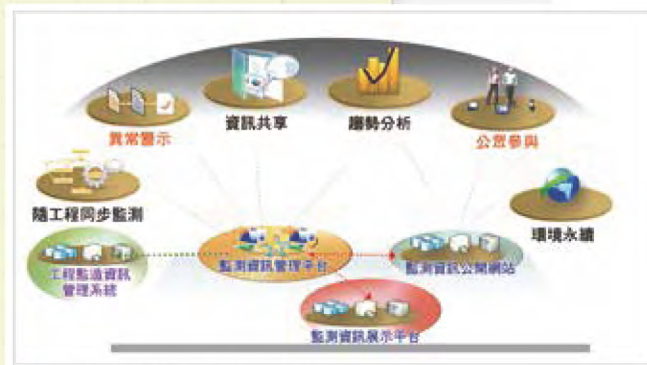 資訊共享
趨勢分析
異常警示
公眾參與
隨工程同步監測
環境永續
工程監造資訊
管理系統
監測資訊管理平台
監測資訊公開網站
監測資訊展示平台